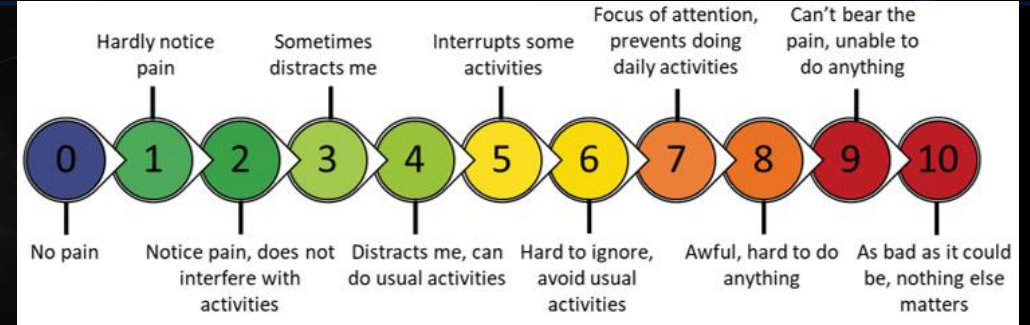 Hardly notice
pain
Sometimes
distracts me
Interrupts some
activities
Focus of attention,
prevents doing
daily activities
Can't bear the
pain, unable to
do anything
0 1 2 3 4 5 6 7 8 9 10
No pain
Notice pain, does not
interfere with
activities
Distracts me, can
do usual activities
Hard to ignore,
avoid usual
activities
Awful, hard to do
anything
As bad as it could
be, nothing else
matters